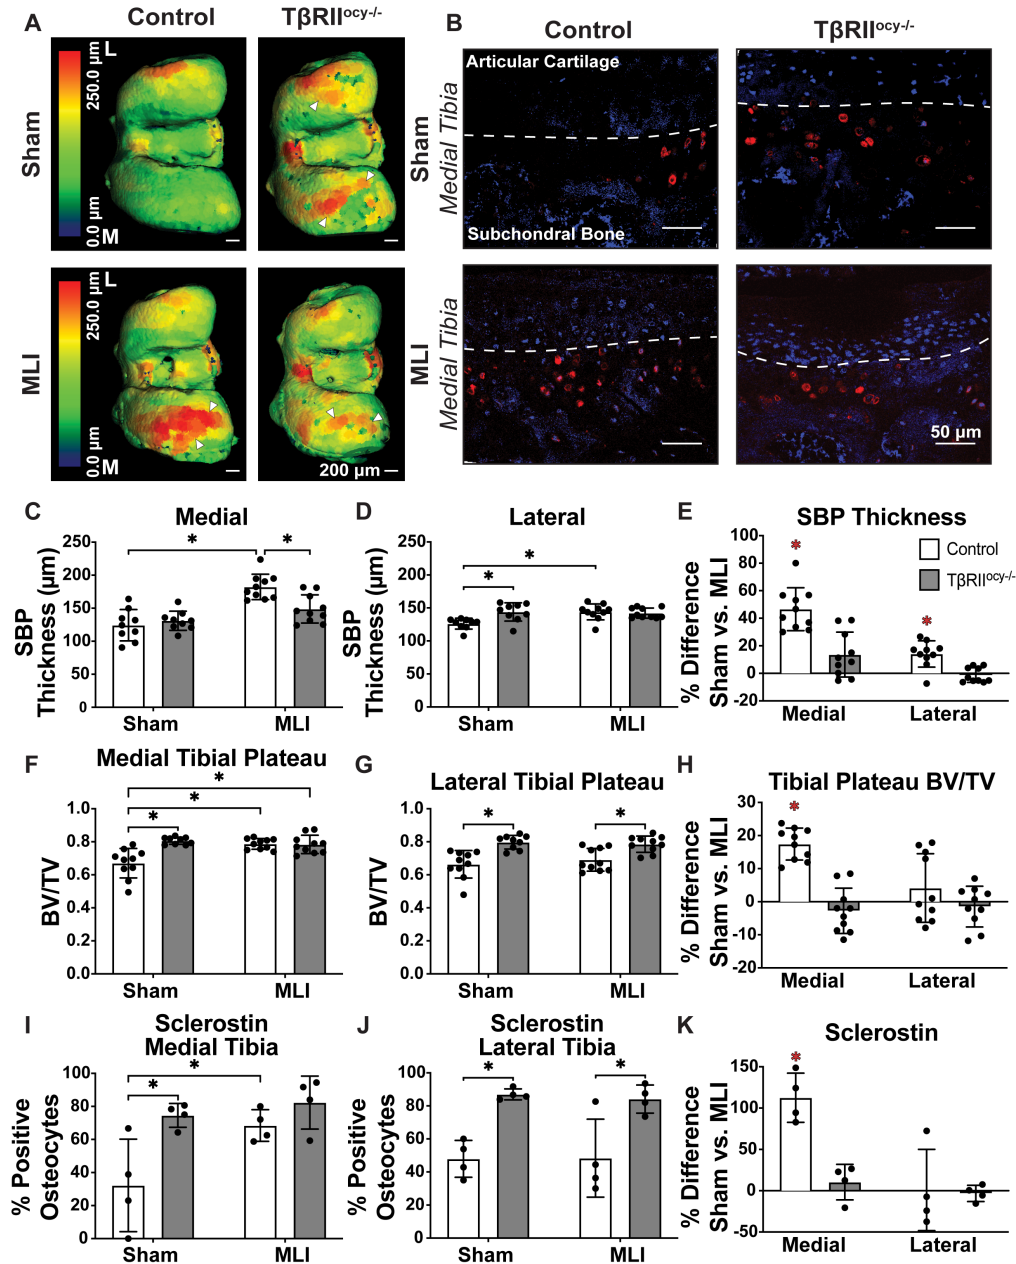 A
Control
TβRIIocy-/-
Sham
250.0 µm
L
0.0 µm
M
MLI
250.0 µm
L
0.0 µm
M
200 µm
B
Control
TβRIIocy-/-
Sham
Medial Tibia
Articular Cartilage
Subchondral Bone
MLI
Medial Tibia
50 µm
C
Medial
SBP
Thickness (µm)
250
200
150
100
50
0
*
*
Sham
MLI
D
Lateral
SBP
Thickness (µm)
250
200
150
100
50
0
*
*
Sham
MLI
E
SBP Thickness
% Difference
Sham vs. MLI
100
80
60
40
20
0
-20
*
*
Control
TβRIIocy-/-
Medial
Lateral
F
Medial Tibial Plateau
BV/TV
1.0
0.8
0.6
0.4
0.2
0.0
*
*
*
Sham
MLI
G
Lateral Tibial Plateau
BV/TV
1.0
0.8
0.6
0.4
0.2
0.0
*
*
Sham
MLI
H
Tibial Plateau BV/TV
% Difference
Sham vs. MLI
30
20
10
0
-10
-20
*
Medial
Lateral
I
Sclerostin
Medial Tibia
% Positive
Osteocytes
100
80
60
40
20
0
*
*
Sham
MLI
J
Sclerostin
Lateral Tibia
% Positive
Osteocytes
100
80
60
40
20
0
*
*
Sham
MLI
K
Sclerostin
% Difference
Sham vs. MLI
150
100
50
0
-50
*
Medial
Lateral